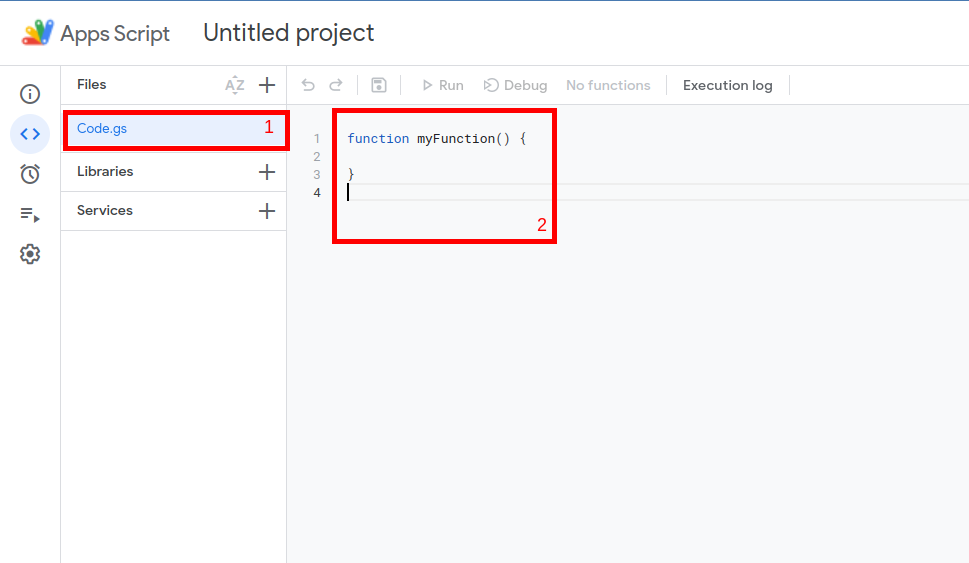 Apps Script Untitled project
Files AZ
Run Debug No functions Execution log
Code.gs 1
Libraries
Services
1 function myFunction() {
2
3 }
4
2